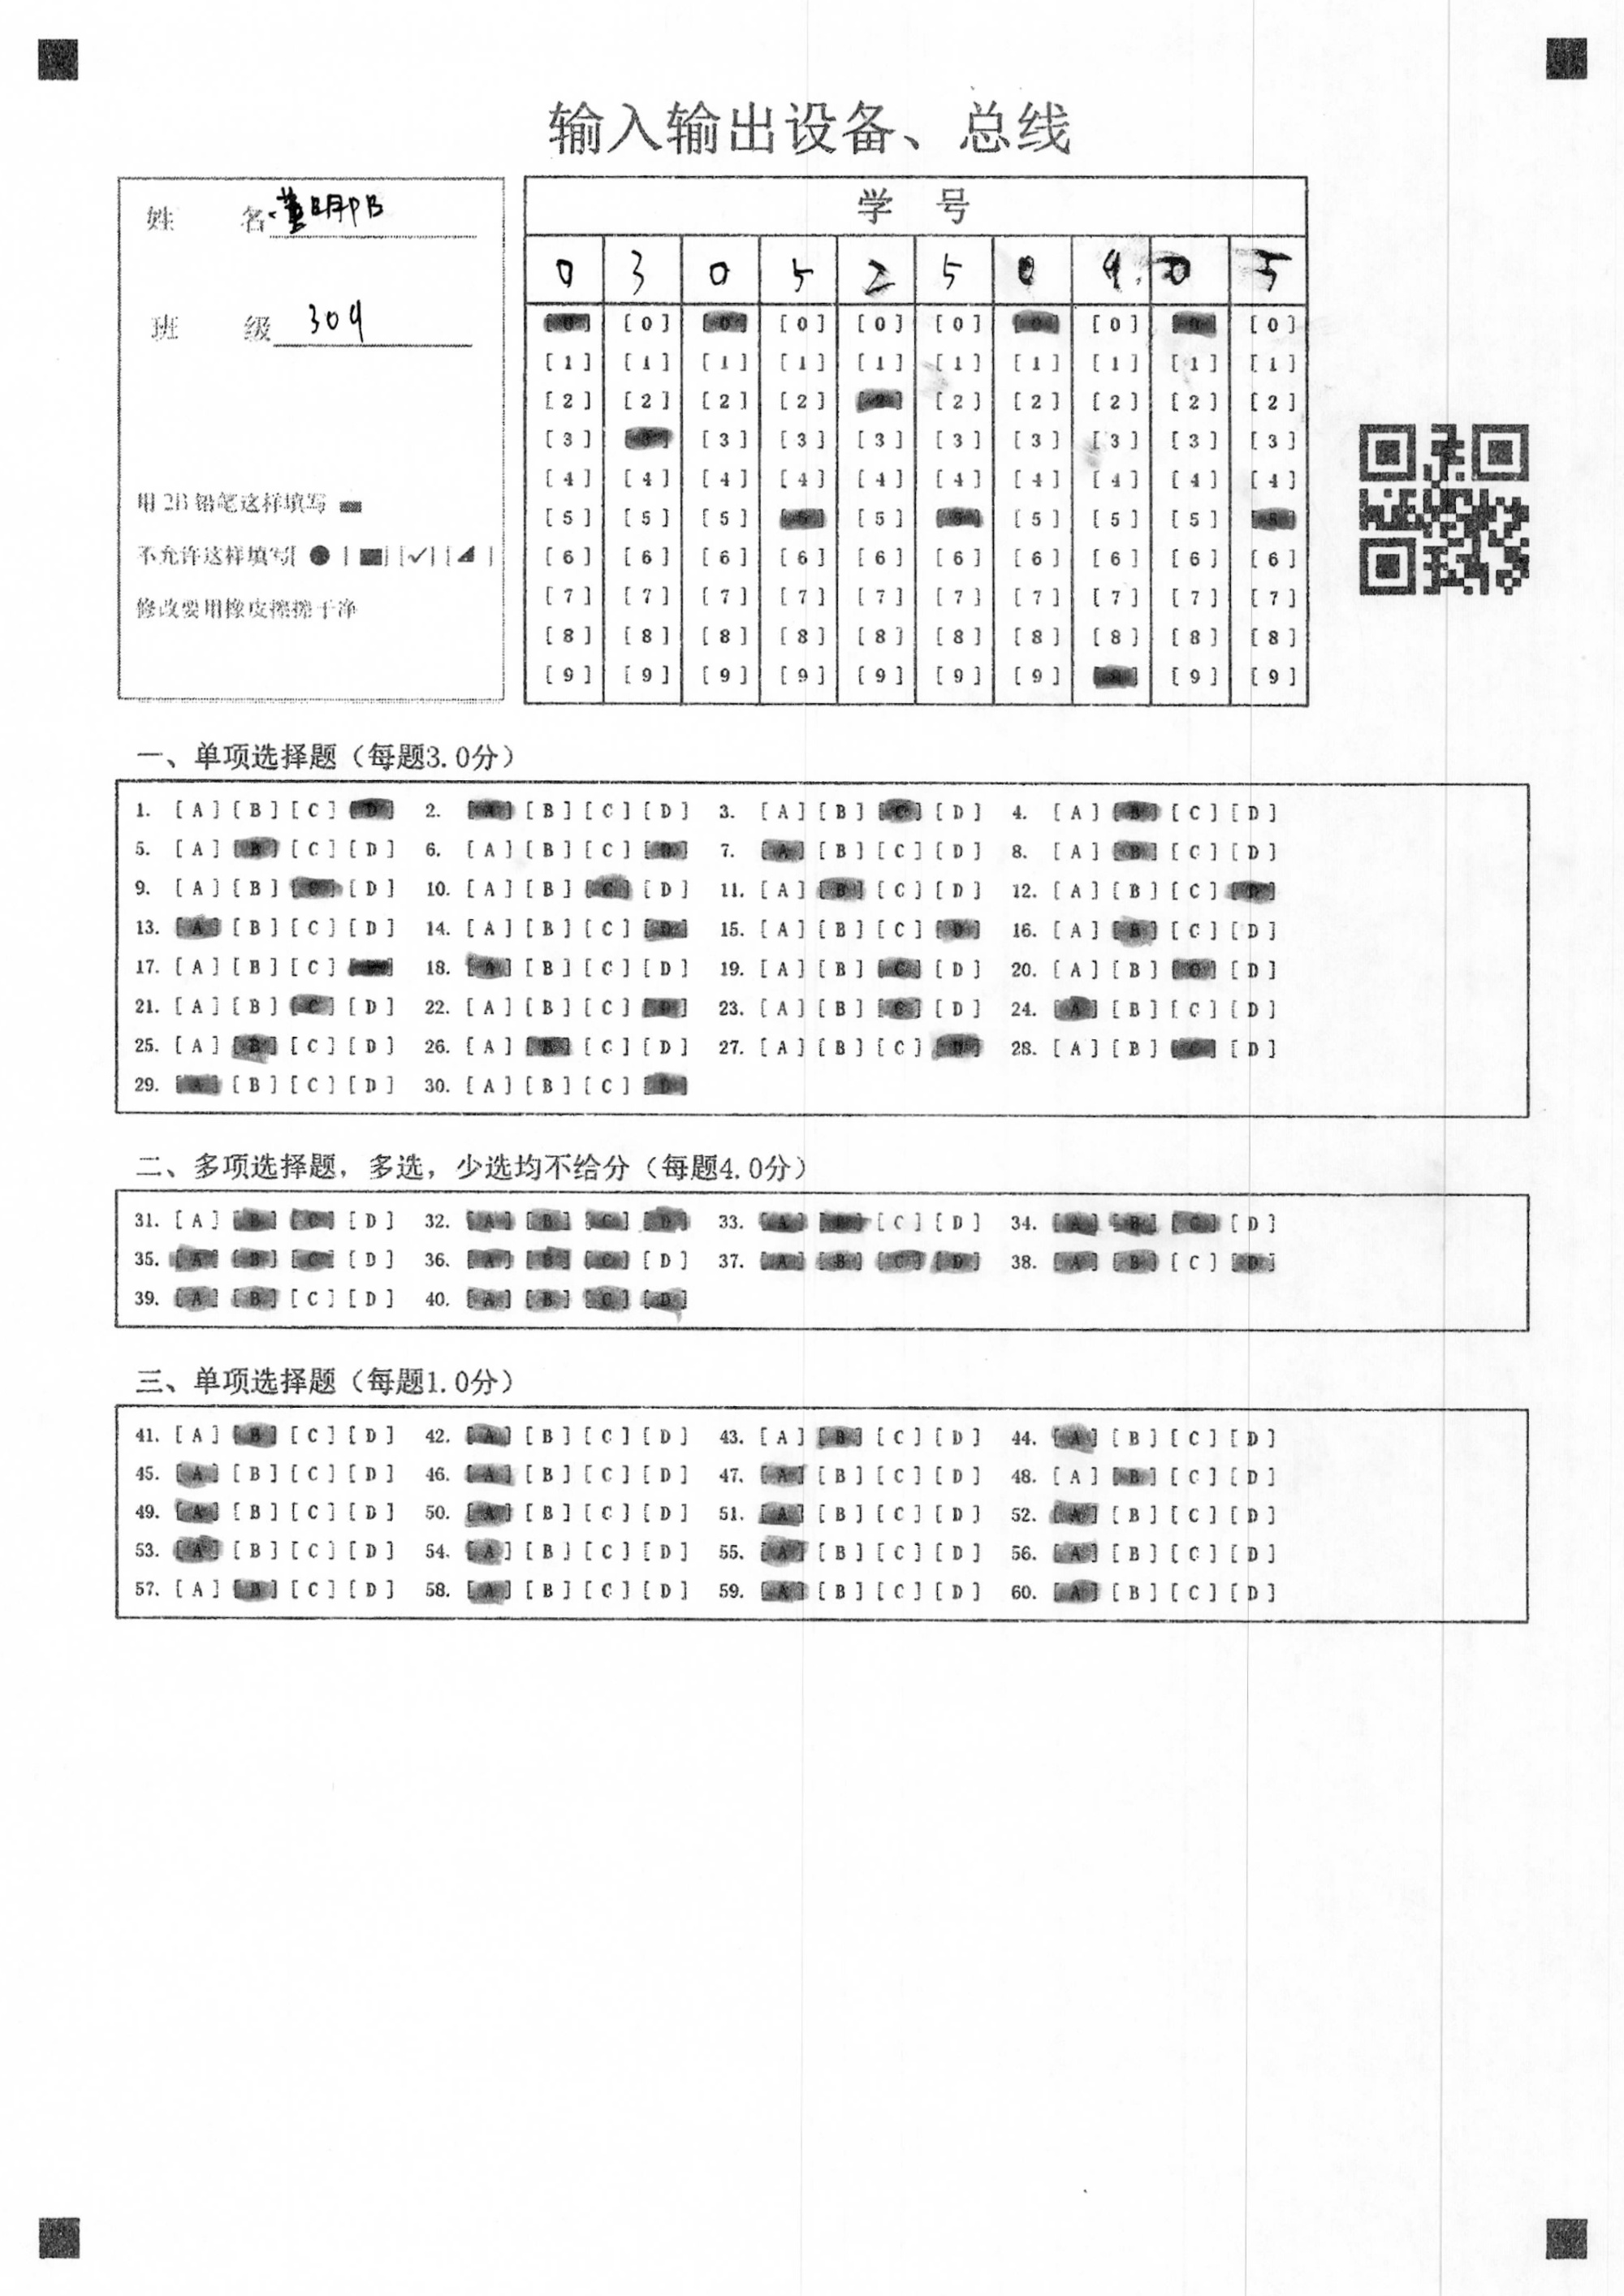 输入输出设备、总线
姓 名
班 级 304
用 2B 铅笔这样填写
不允许这样填写
修改要用橡皮擦擦干净
学 号
0 3 0 5 2 5 0 9 0 5
[0] [0] [0] [0] [0] [0] [0] [0] [0] [0]
[1] [1] [1] [1] [1] [1] [1] [1] [1] [1]
[2] [2] [2] [2] [2] [2] [2] [2] [2] [2]
[3] [3] [3] [3] [3] [3] [3] [3] [3] [3]
[4] [4] [4] [4] [4] [4] [4] [4] [4] [4]
[5] [5] [5] [5] [5] [5] [5] [5] [5] [5]
[6] [6] [6] [6] [6] [6] [6] [6] [6] [6]
[7] [7] [7] [7] [7] [7] [7] [7] [7] [7]
[8] [8] [8] [8] [8] [8] [8] [8] [8] [8]
[9] [9] [9] [9] [9] [9] [9] [9] [9] [9]
一、单项选择题（每题3.0分）
1. [A] [B] [C] [D] 2. [A] [B] [C] [D] 3. [A] [B] [C] [D] 4. [A] [B] [C] [D]
5. [A] [B] [C] [D] 6. [A] [B] [C] [D] 7. [A] [B] [C] [D] 8. [A] [B] [C] [D]
9. [A] [B] [C] [D] 10. [A] [B] [C] [D] 11. [A] [B] [C] [D] 12. [A] [B] [C] [D]
13. [A] [B] [C] [D] 14. [A] [B] [C] [D] 15. [A] [B] [C] [D] 16. [A] [B] [C] [D]
17. [A] [B] [C] [D] 18. [A] [B] [C] [D] 19. [A] [B] [C] [D] 20. [A] [B] [C] [D]
21. [A] [B] [C] [D] 22. [A] [B] [C] [D] 23. [A] [B] [C] [D] 24. [A] [B] [C] [D]
25. [A] [B] [C] [D] 26. [A] [B] [C] [D] 27. [A] [B] [C] [D] 28. [A] [B] [C] [D]
29. [A] [B] [C] [D] 30. [A] [B] [C] [D]
二、多项选择题，多选，少选均不给分（每题4.0分）
31. [A] [B] [C] [D] 32. [A] [B] [C] [D] 33. [A] [B] [C] [D] 34. [A] [B] [C] [D]
35. [A] [B] [C] [D] 36. [A] [B] [C] [D] 37. [A] [B] [C] [D] 38. [A] [B] [C] [D]
39. [A] [B] [C] [D] 40. [A] [B] [C] [D]
三、单项选择题（每题1.0分）
41. [A] [B] [C] [D] 42. [A] [B] [C] [D] 43. [A] [B] [C] [D] 44. [A] [B] [C] [D]
45. [A] [B] [C] [D] 46. [A] [B] [C] [D] 47. [A] [B] [C] [D] 48. [A] [B] [C] [D]
49. [A] [B] [C] [D] 50. [A] [B] [C] [D] 51. [A] [B] [C] [D] 52. [A] [B] [C] [D]
53. [A] [B] [C] [D] 54. [A] [B] [C] [D] 55. [A] [B] [C] [D] 56. [A] [B] [C] [D]
57. [A] [B] [C] [D] 58. [A] [B] [C] [D] 59. [A] [B] [C] [D] 60. [A] [B] [C] [D]